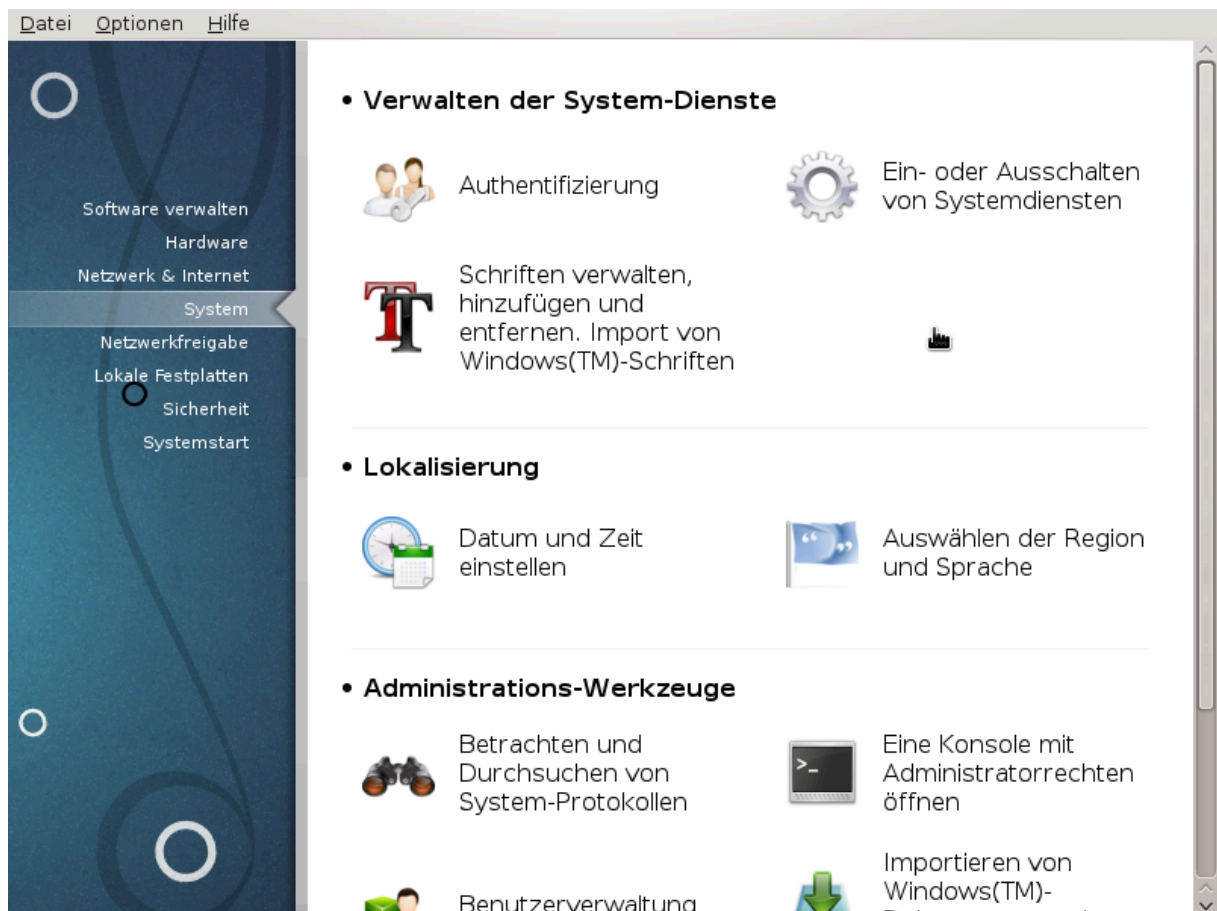 Datei Optionen Hilfe
Software verwalten
Hardware
Netzwerk & Internet
System
Netzwerkfreigabe
Lokale Festplatten
Sicherheit
Systemstart
• Verwalten der System-Dienste
Authentifizierung
Ein- oder Ausschalten
von Systemdiensten
Schriften verwalten,
hinzufügen und
entfernen. Import von
Windows(TM)-Schriften
• Lokalisierung
Datum und Zeit
einstellen
Auswählen der Region
und Sprache
• Administrations-Werkzeuge
Betrachten und
Durchsuchen von
System-Protokollen
Eine Konsole mit
Administratorrechten
öffnen
Benutzerverwaltung
Importieren von
Windows(TM)-